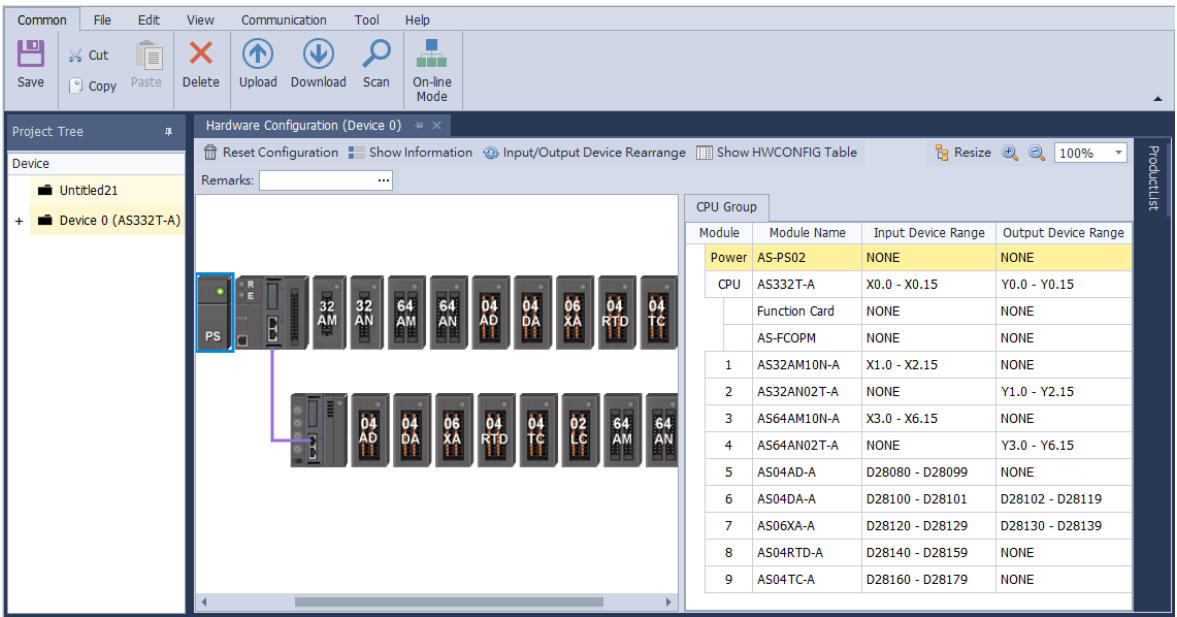 Common File Edit View Communication Tool Help
Cut
Copy
Save Paste Delete Upload Download Scan On-line Mode
Project Tree
Hardware Configuration (Device 0)
Device
Untitled21
+ Device 0 (AS332T-A)
Reset Configuration Show Information Input/Output Device Rearrange Show HWCONFIG Table Resize 100%
Remarks: ...
ProductList
PS R E 32 AM 32 AN 64 AM 64 AN 04 AD 04 DA 06 XA 04 RTD 04 TC
04 AD 04 DA 06 XA 04 RTD 04 TC 02 LC 64 AM 64 AN
CPU Group
Module Module Name Input Device Range Output Device Range
Power AS-PS02 NONE NONE
CPU AS332T-A X0.0 - X0.15 Y0.0 - Y0.15
Function Card NONE NONE
AS-FCOPM NONE NONE
1 AS32AM10N-A X1.0 - X2.15 NONE
2 AS32AN02T-A NONE Y1.0 - Y2.15
3 AS64AM10N-A X3.0 - X6.15 NONE
4 AS64AN02T-A NONE Y3.0 - Y6.15
5 AS04AD-A D28080 - D28099 NONE
6 AS04DA-A D28100 - D28101 D28102 - D28119
7 AS06XA-A D28120 - D28129 D28130 - D28139
8 AS04RTD-A D28140 - D28159 NONE
9 AS04TC-A D28160 - D28179 NONE